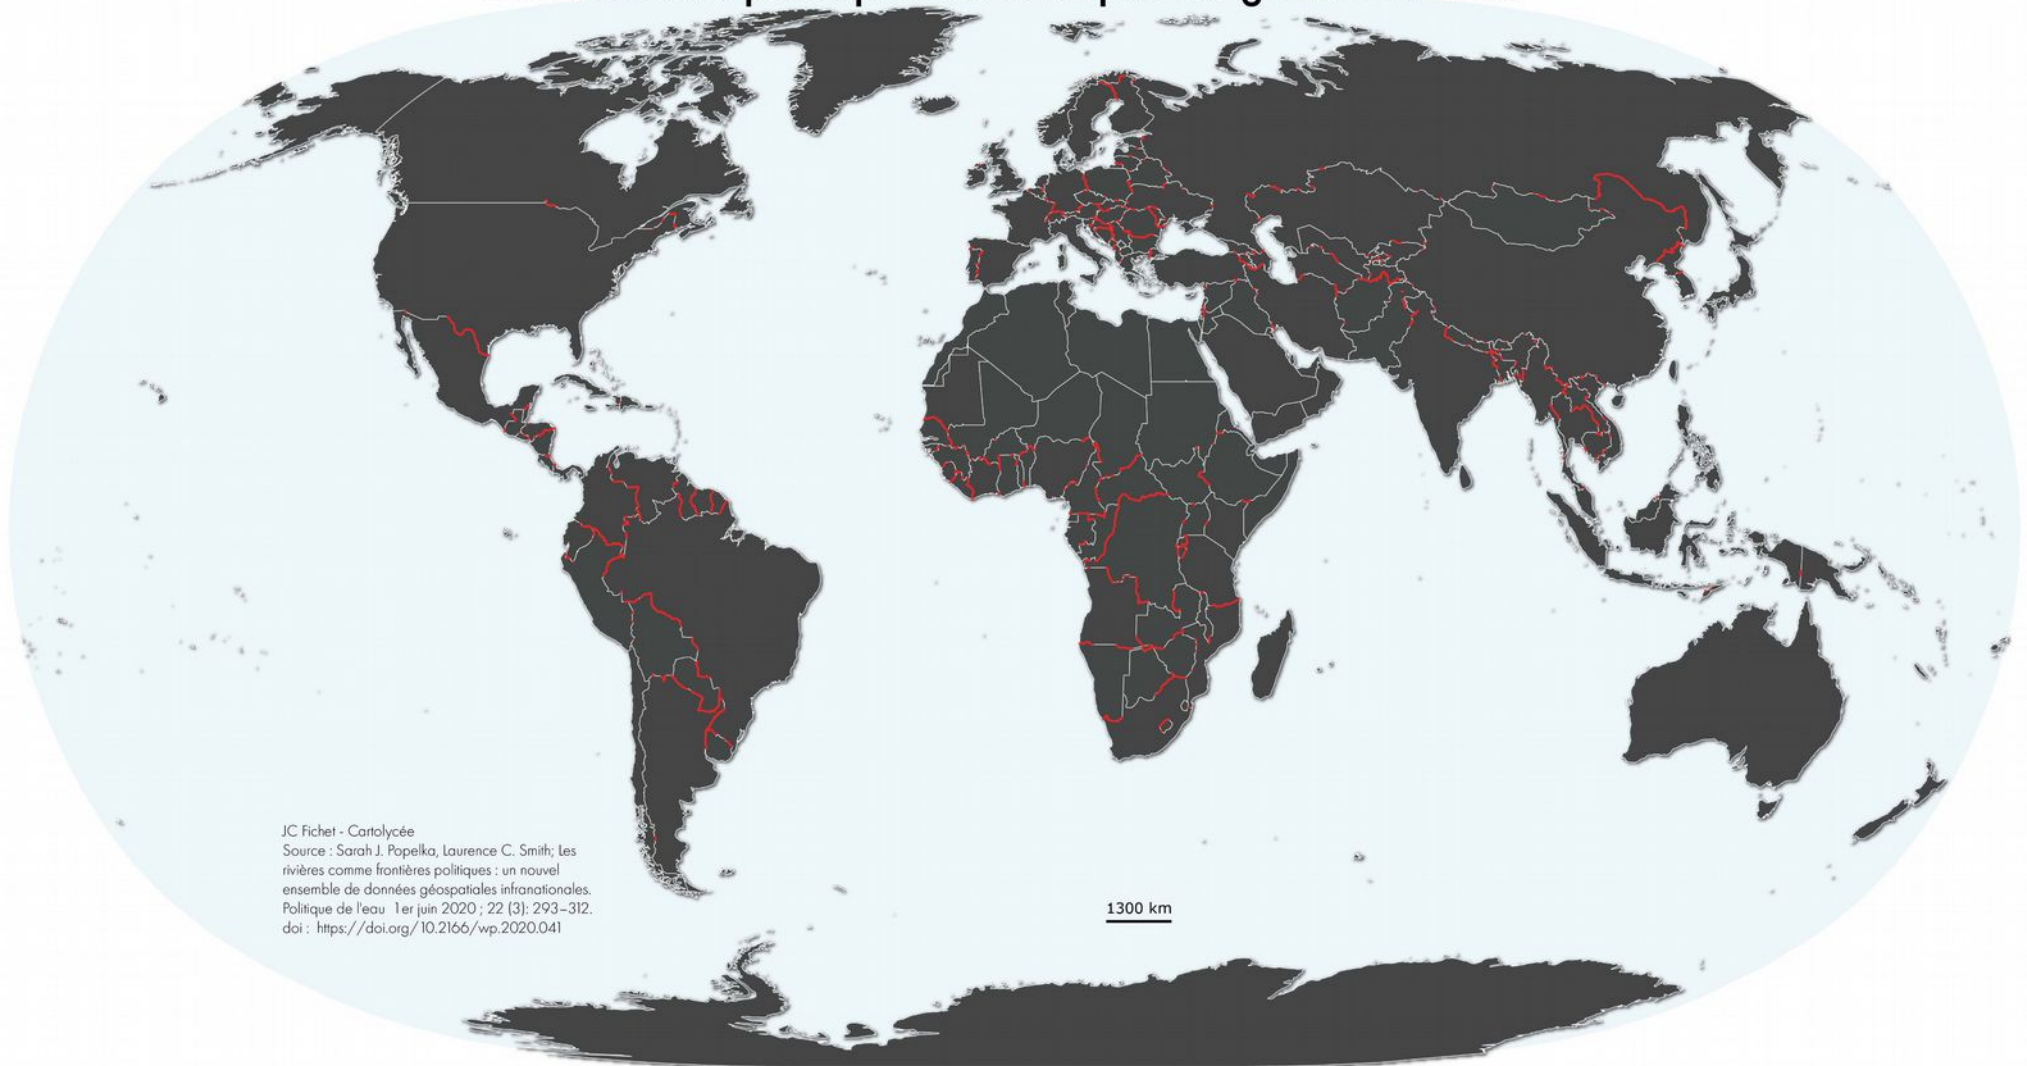 JC Fichet - Cartolycée
Source : Sarah J. Popelka, Laurence C. Smith; Les
rivières comme frontières politiques : un nouvel
ensemble de données géospatiales infranationales.
Politique de l'eau  1er juin 2020 ; 22 (3): 293–312.
doi :  https://doi.org/10.2166/wp.2020.041
1300 km